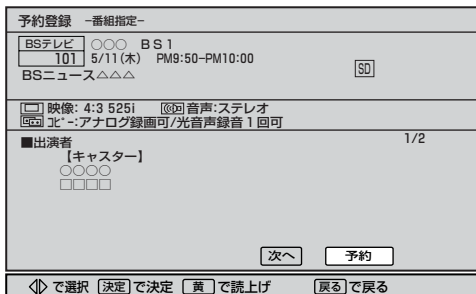 予約登録 -番組指定-
BSテレビ ○○○ BS1
101 5/11(木) PM9:50-PM10:00
BSニュース△△△ SD
映像: 4:3 525i 音声:ステレオ
ｺﾋﾟｰ:アナログ録画可/光音声録音1回可
■出演者 1/2
【キャスター】
○○○○
□□□□
次へ 予約
で選択 決定 で決定 黄 で読上げ 戻る で戻る